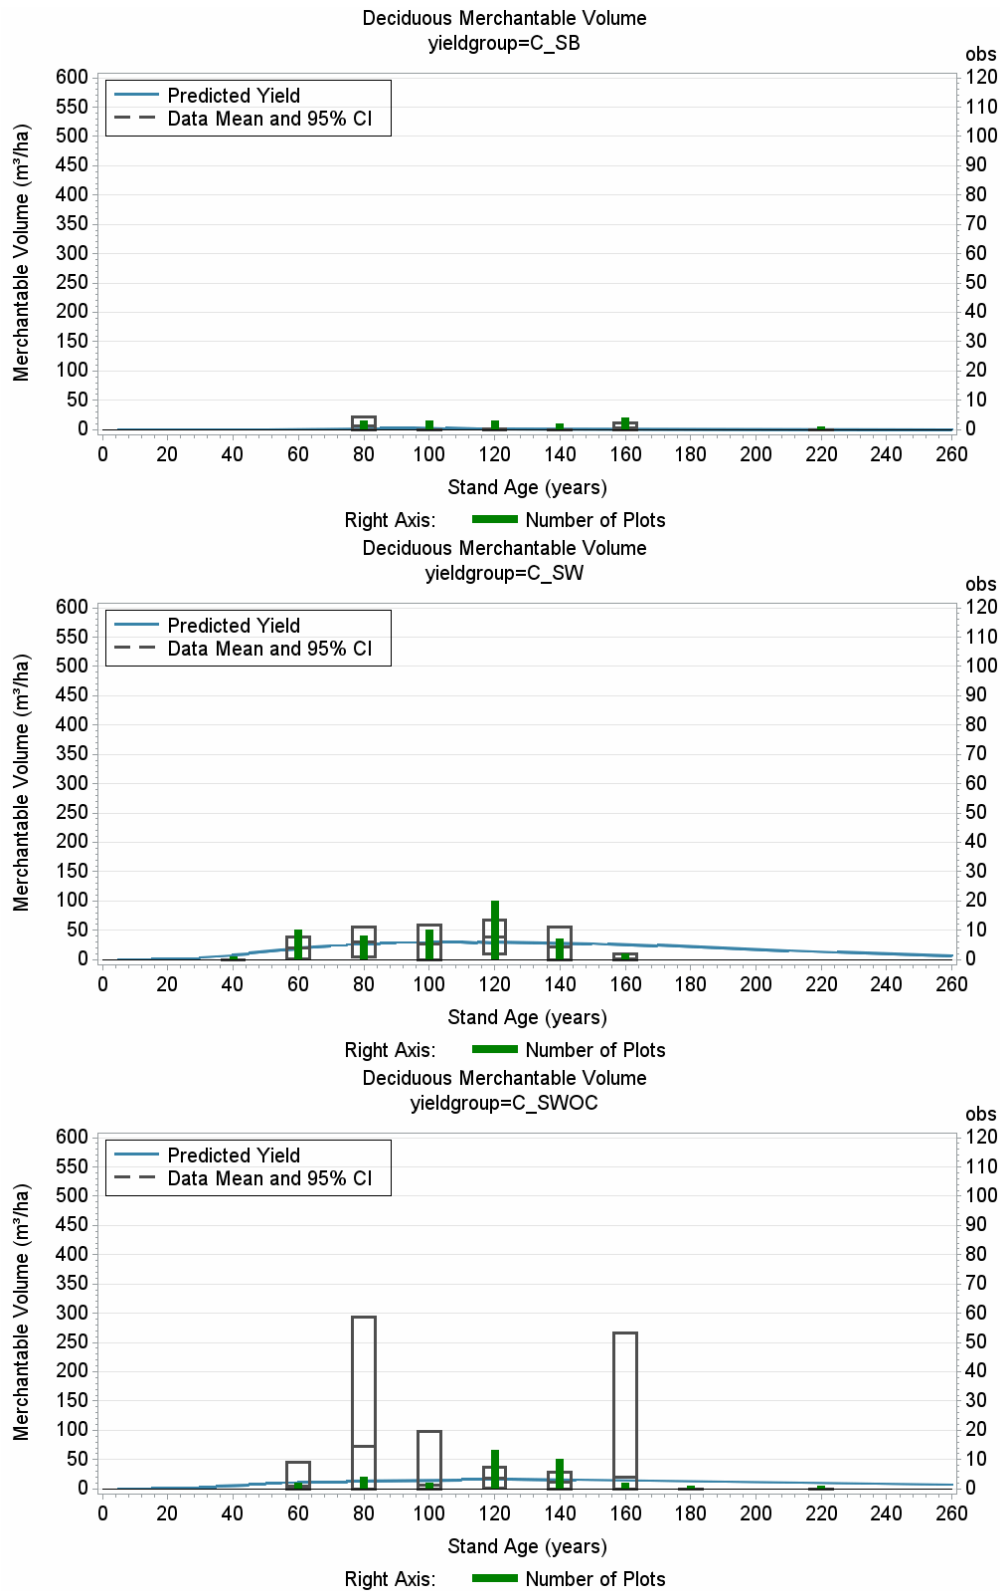 Deciduous Merchantable Volume
yieldgroup=C_SB
obs
Merchantable Volume (m³/ha)
600 120
550 110
500 100
450 90
400 80
350 70
300 60
250 50
200 40
150 30
100 20
50 10
0 0
Predicted Yield
Data Mean and 95% CI
0 20 40 60 80 100 120 140 160 180 200 220 240 260
Stand Age (years)
Right Axis: Number of Plots
Deciduous Merchantable Volume
yieldgroup=C_SW
obs
Merchantable Volume (m³/ha)
600 120
550 110
500 100
450 90
400 80
350 70
300 60
250 50
200 40
150 30
100 20
50 10
0 0
Predicted Yield
Data Mean and 95% CI
0 20 40 60 80 100 120 140 160 180 200 220 240 260
Stand Age (years)
Right Axis: Number of Plots
Deciduous Merchantable Volume
yieldgroup=C_SWOC
obs
Merchantable Volume (m³/ha)
600 120
550 110
500 100
450 90
400 80
350 70
300 60
250 50
200 40
150 30
100 20
50 10
0 0
Predicted Yield
Data Mean and 95% CI
0 20 40 60 80 100 120 140 160 180 200 220 240 260
Stand Age (years)
Right Axis: Number of Plots